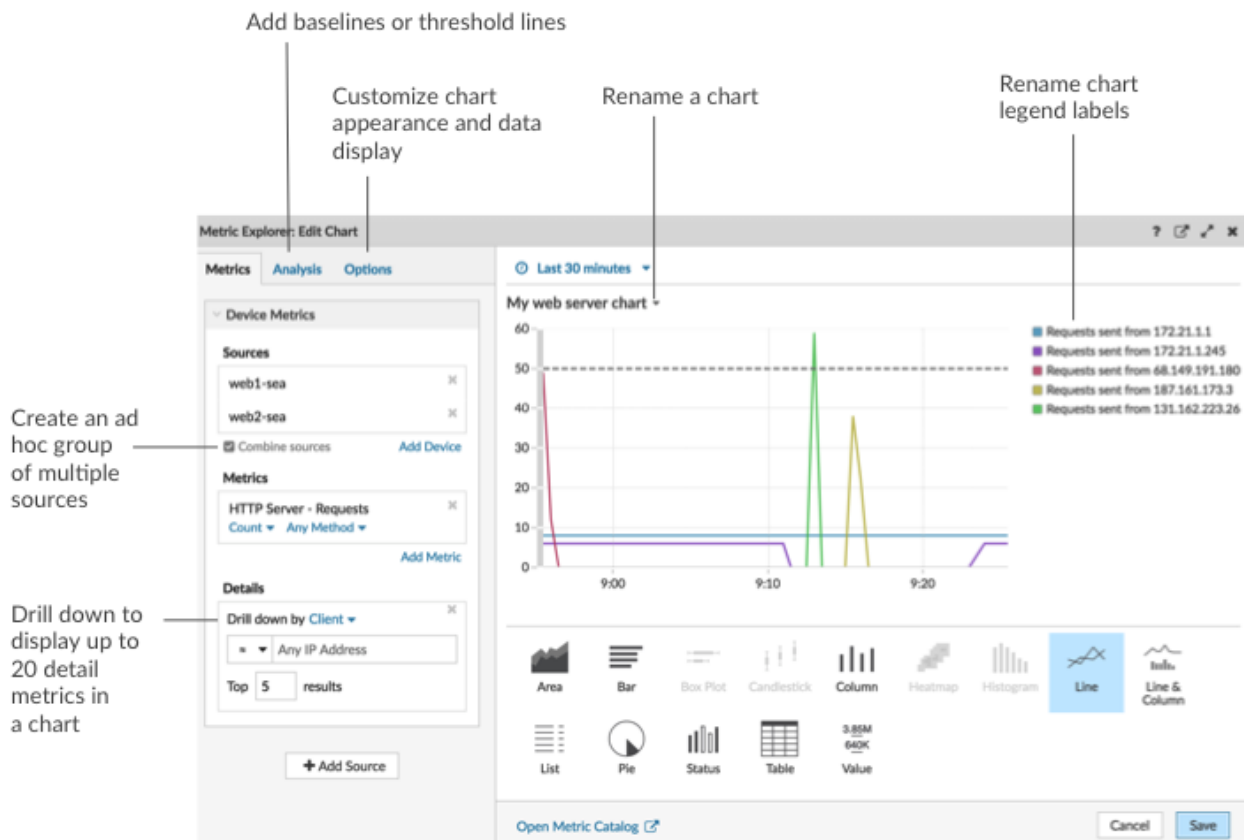 Add baselines or threshold lines
Customize chart
appearance and data
display
Rename a chart
Rename chart
legend labels
Metric Explorer: Edit Chart
?
Metrics Analysis Options
Last 30 minutes
My web server chart
Device Metrics
Sources
web1-sea
web2-sea
Combine sources Add Device
Create an ad
hoc group
of multiple
sources
Metrics
HTTP Server - Requests
Count Any Method
Add Metric
Details
Drill down by Client
= Any IP Address
Top 5 results
Drill down to
display up to
20 detail
metrics in
a chart
+ Add Source
60
50
40
30
20
10
0
9:00 9:10 9:20
Requests sent from 172.21.1.1
Requests sent from 172.21.1.245
Requests sent from 68.149.191.180
Requests sent from 187.161.173.3
Requests sent from 131.162.223.26
Area Bar Box Plot Candlestick Column Heatmap Histogram Line Line &
Column
3.85M
640K
List Pie Status Table Value
Open Metric Catalog
Cancel Save